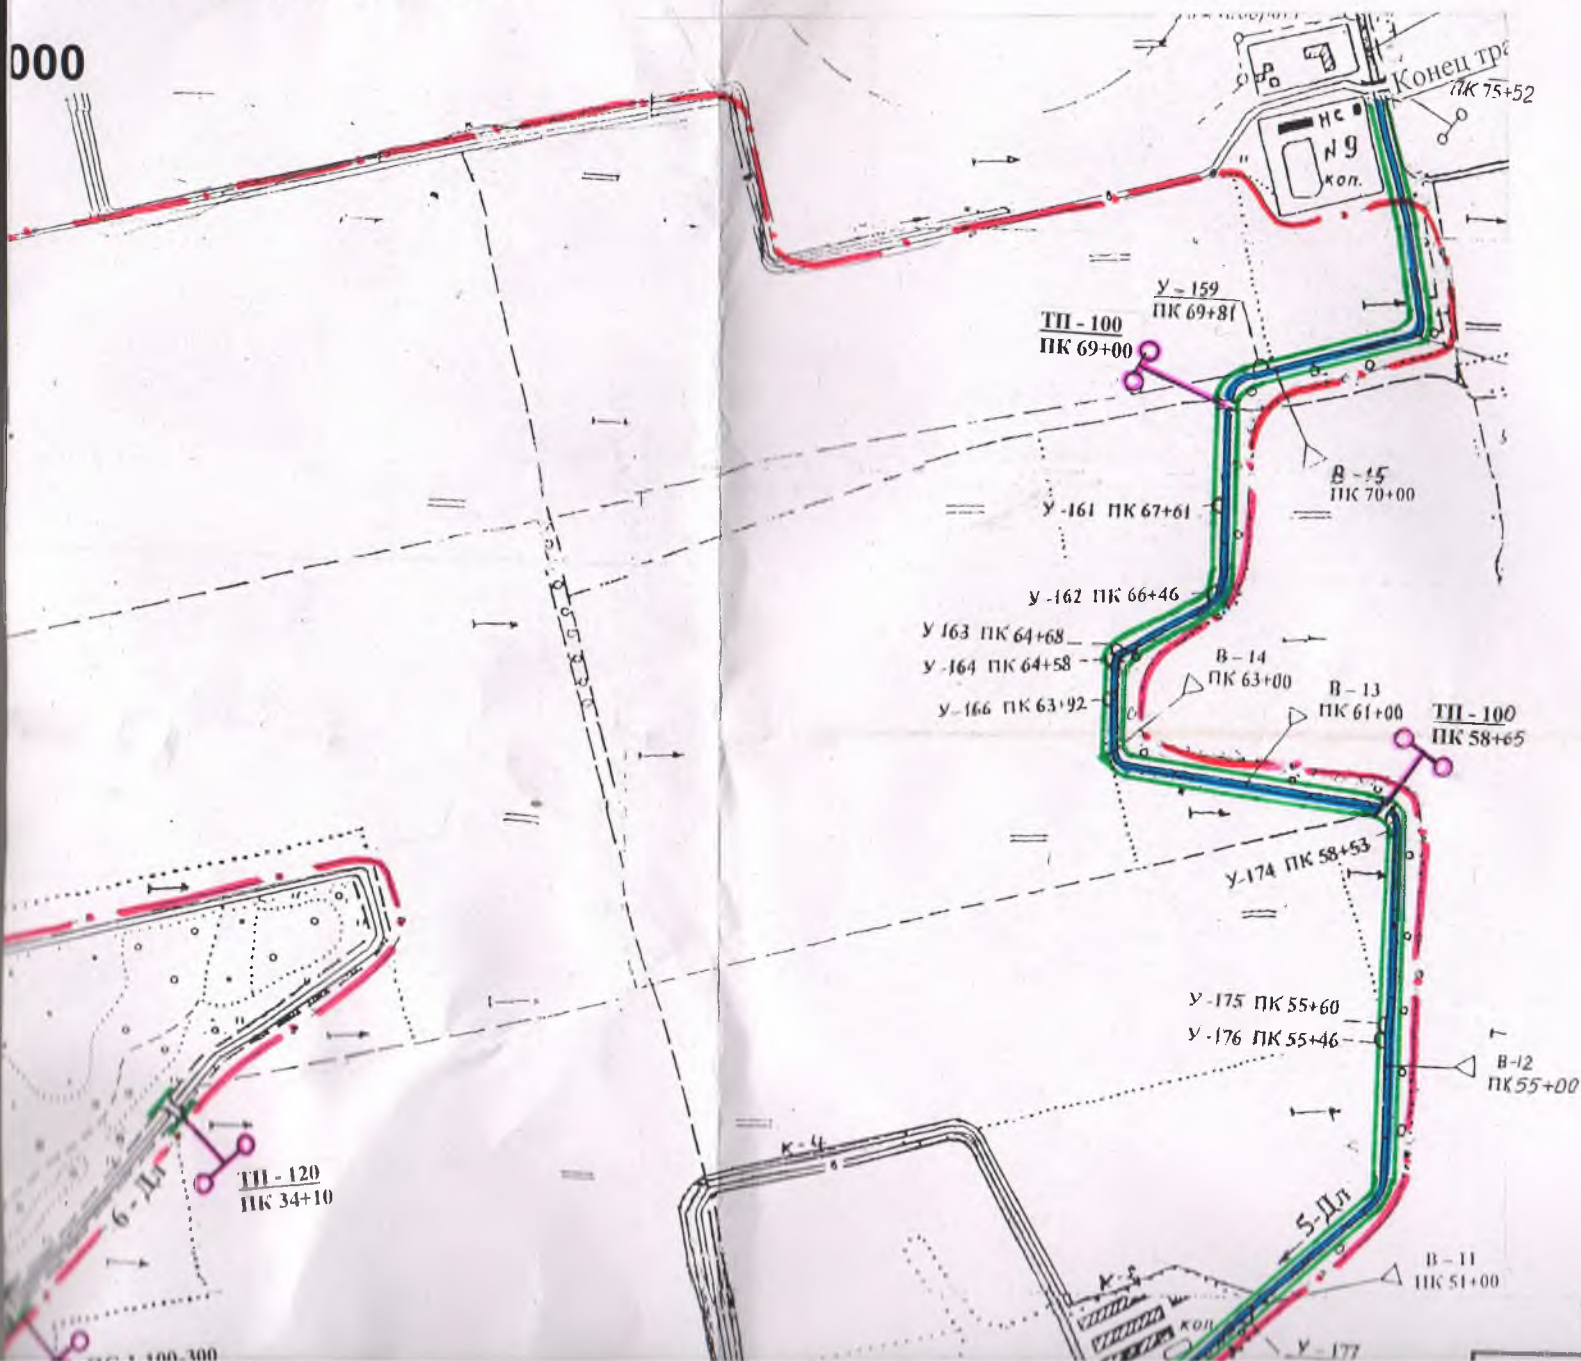 000
Конец тра
ПК 75+52
НС
N9
коп.
У-159
ПК 69+81
ТП-100
ПК 69+00
В-15
ПК 70+00
У-161 ПК 67+61
У-162 ПК 66+46
У 163 ПК 64+68
У-164 ПК 64+58
У-166 ПК 63+92
В-14
ПК 63+00
В-13
ПК 61+00
ТП-100
ПК 58+65
У-174 ПК 58+53
У-175 ПК 55+60
У-176 ПК 55+46
В-12
ПК 55+00
К-4
ТП-120
ПК 34+10
6-Дл
5-Дл
В-11
ПК 51+00
коп
У-177
100-300